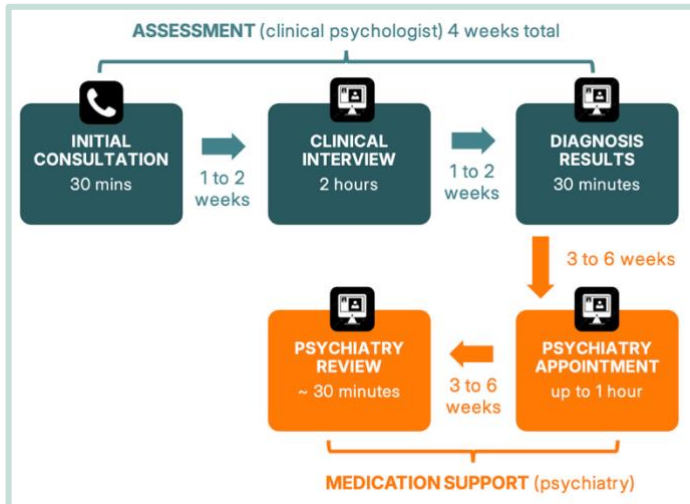 ASSESSMENT (clinical psychologist) 4 weeks total
INITIAL
CONSULTATION
30 mins
1 to 2
weeks
CLINICAL
INTERVIEW
2 hours
1 to 2
weeks
DIAGNOSIS
RESULTS
30 minutes
3 to 6 weeks
PSYCHIATRY
APPOINTMENT
up to 1 hour
3 to 6
weeks
PSYCHIATRY
REVIEW
~ 30 minutes
MEDICATION SUPPORT (psychiatry)